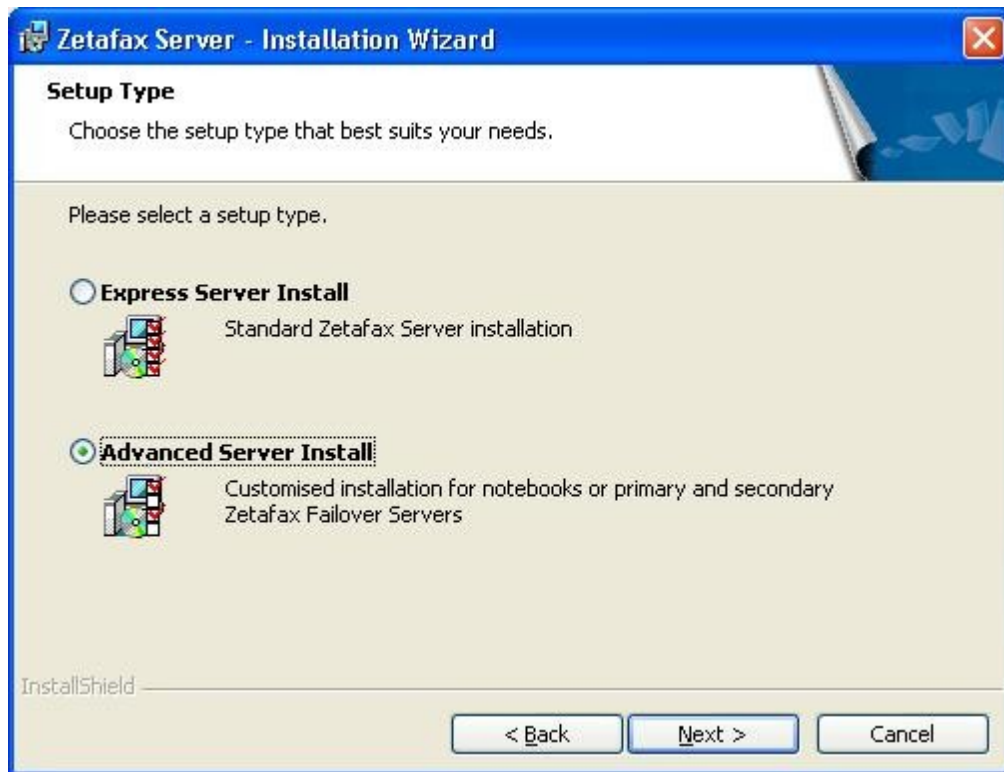 Zetafax Server - Installation Wizard
Setup Type
Choose the setup type that best suits your needs.
Please select a setup type.
Express Server Install
Standard Zetafax Server installation
Advanced Server Install
Customised installation for notebooks or primary and secondary
Zetafax Failover Servers
InstallShield
< Back Next > Cancel